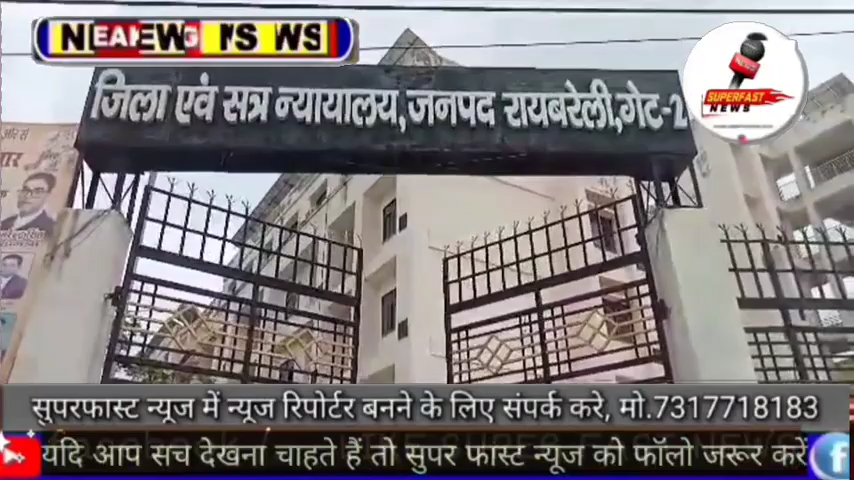 SUPERFAST
NEWS
जिला एवं सत्र न्यायालय, जनपद रायबरेली, गेट-2
सुपरफास्ट न्यूज में न्यूज रिपोर्टर बनने के लिए संपर्क करे, मो.7317718183
यदि आप सच देखना चाहते हैं तो सुपर फास्ट न्यूज को फॉलो जरूर करें